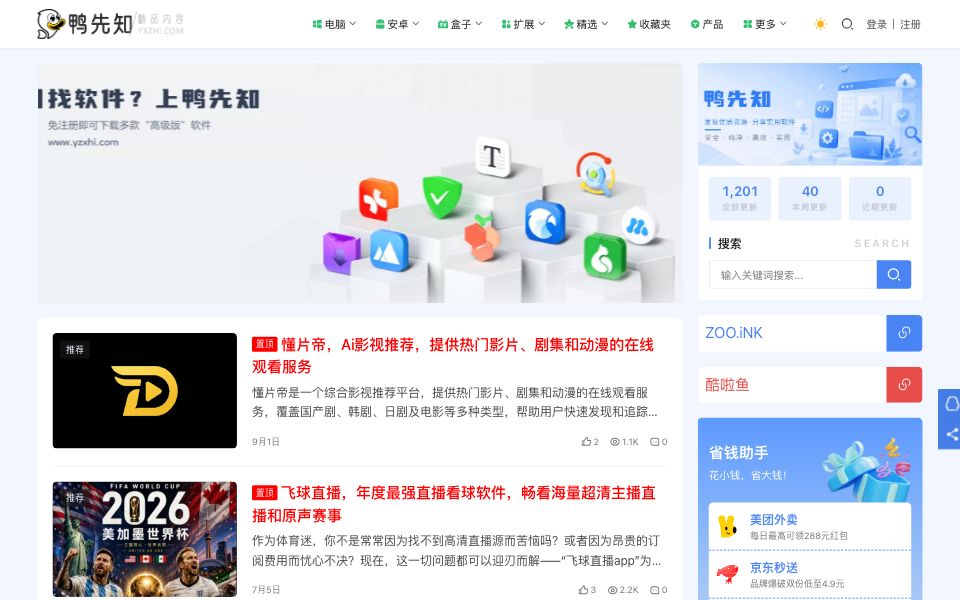 鸭先知
精品内容
YXZHI.COM
电脑
安卓
盒子
扩展
精选
收藏夹
产品
更多
登录 | 注册
找软件？上鸭先知
免注册即可下载多款“高级版”软件
www.yzxhi.com
鸭先知
发现优质资源·分享实用软件
安全·纯净·高效·实用
1,201
全部更新
40
本周更新
0
近期更新
搜索
SEARCH
输入关键词搜索...
ZOO.iNK
酷啦鱼
省钱助手
花小钱，省大钱！
美团外卖
每日最高可领288元红包
京东秒送
品牌爆破双份低至4.9元
推荐
置顶 懂片帝，Ai影视推荐，提供热门影片、剧集和动漫的在线
观看服务
懂片帝是一个综合影视推荐平台，提供热门影片、剧集和动漫的在线观看服
务，覆盖国产剧、韩剧、日剧及电影等多种类型，帮助用户快速发现和追踪...
9月1日
2
1.1K
0
推荐
FIFA WORLD CUP
2026
美加墨世界杯
置顶 飞球直播，年度最强直播看球软件，畅看海量超清主播直
播和原声赛事
作为体育迷，你不是常常因为找不到高清直播源而苦恼吗？或者因为昂贵的订
阅费用而忧心不决？现在，这一切问题都可以迎刃而解——“飞球直播app”为...
7月5日
3
2.2K
0